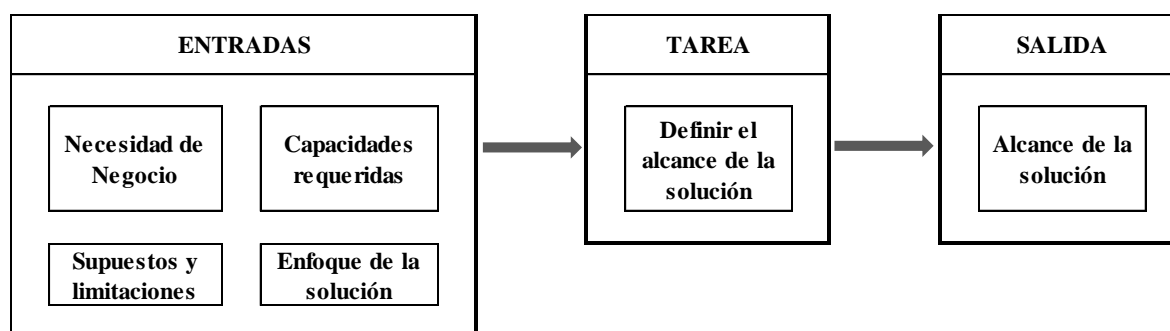 ENTRADAS
Necesidad de
Negocio
Capacidades
requeridas
Supuestos y
limitaciones
Enfoque de la
solución
TAREA
Definir el
alcance de la
solución
SALIDA
Alcance de la
solución